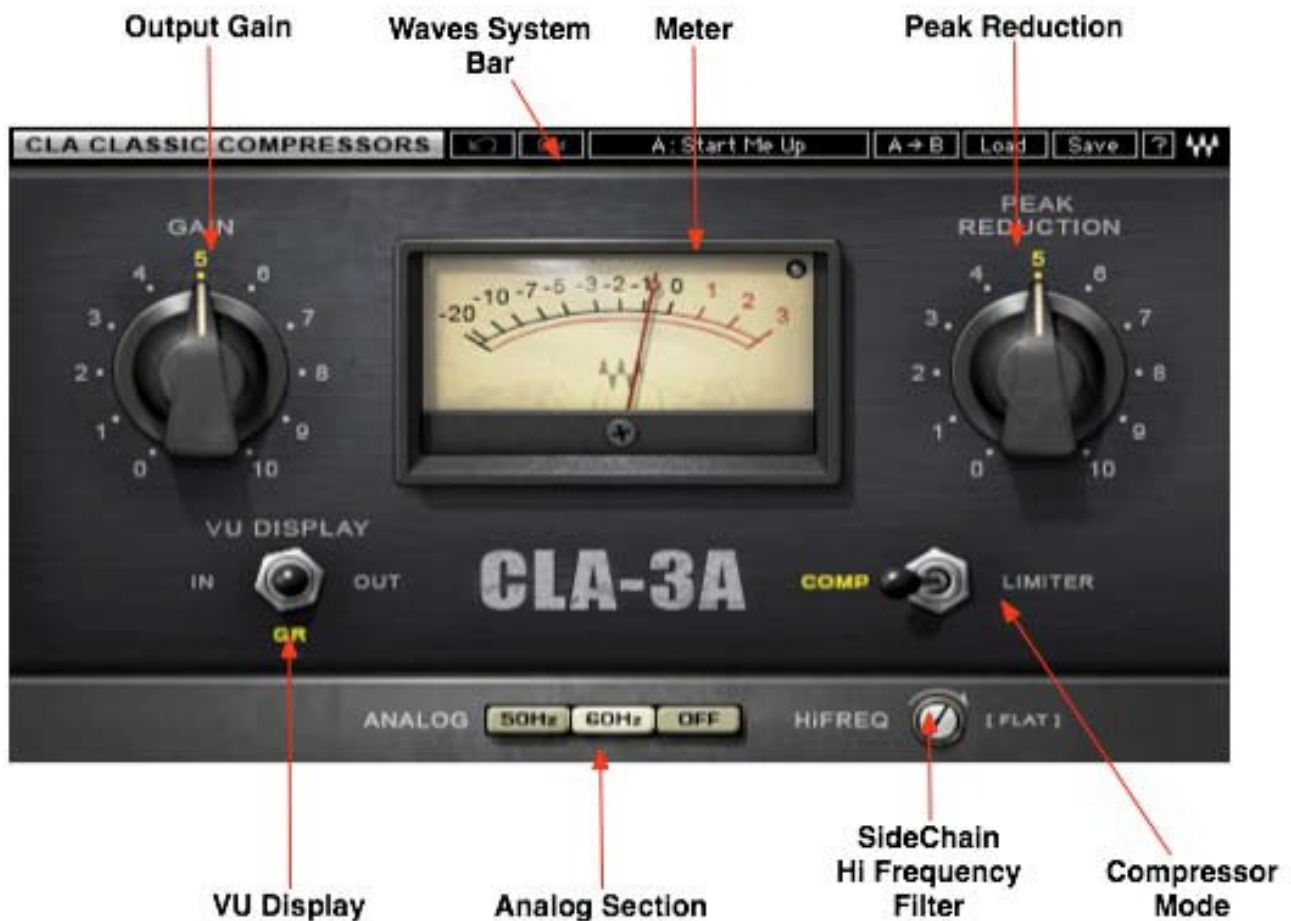 Output Gain
Waves System
Bar
Meter
Peak Reduction
CLA CLASSIC COMPRESSORS
A: Start Me Up
A→B
Load
Save
?
GAIN
0 1 2 3 4 5 6 7 8 9 10
-20 -10 -7 -5 -3 -2 -1 0 1 2 3
PEAK
REDUCTION
0 1 2 3 4 5 6 7 8 9 10
VU DISPLAY
IN
OUT
GR
CLA-3A
COMP
LIMITER
ANALOG
50Hz
60Hz
OFF
HiFREQ
[ FLAT ]
VU Display
Analog Section
SideChain
Hi Frequency
Filter
Compressor
Mode